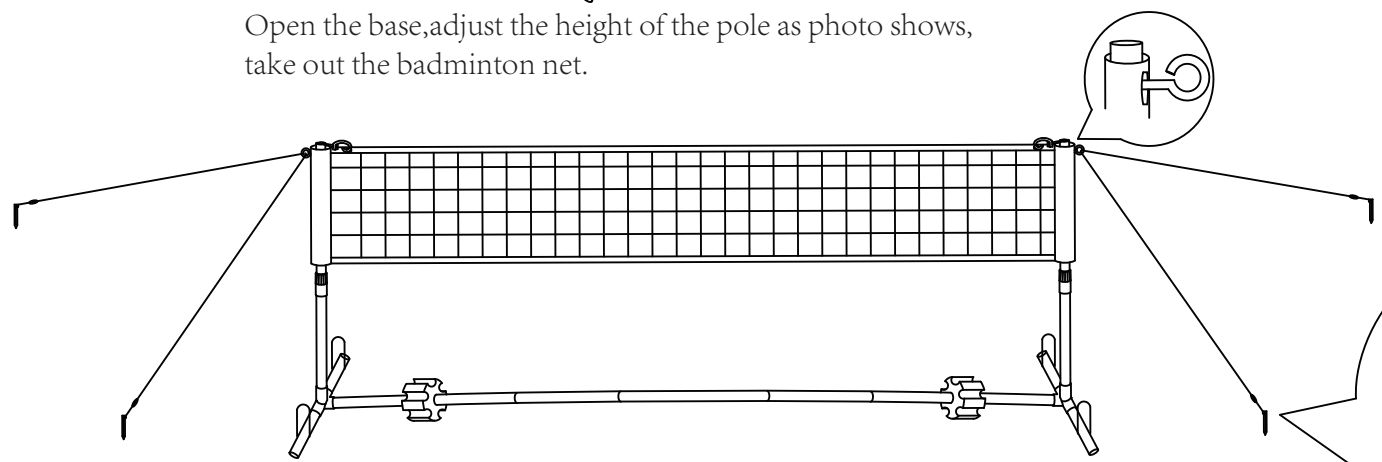 Open the base,adjust the height of the pole as photo shows,
take out the badminton net.